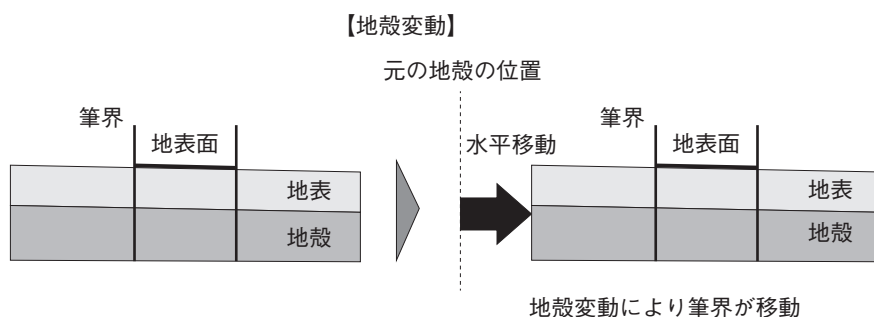 【地殻変動】
元の地殻の位置
筆界
地表面
地表
地殻
水平移動
筆界
地表面
地表
地殻
地殻変動により筆界が移動